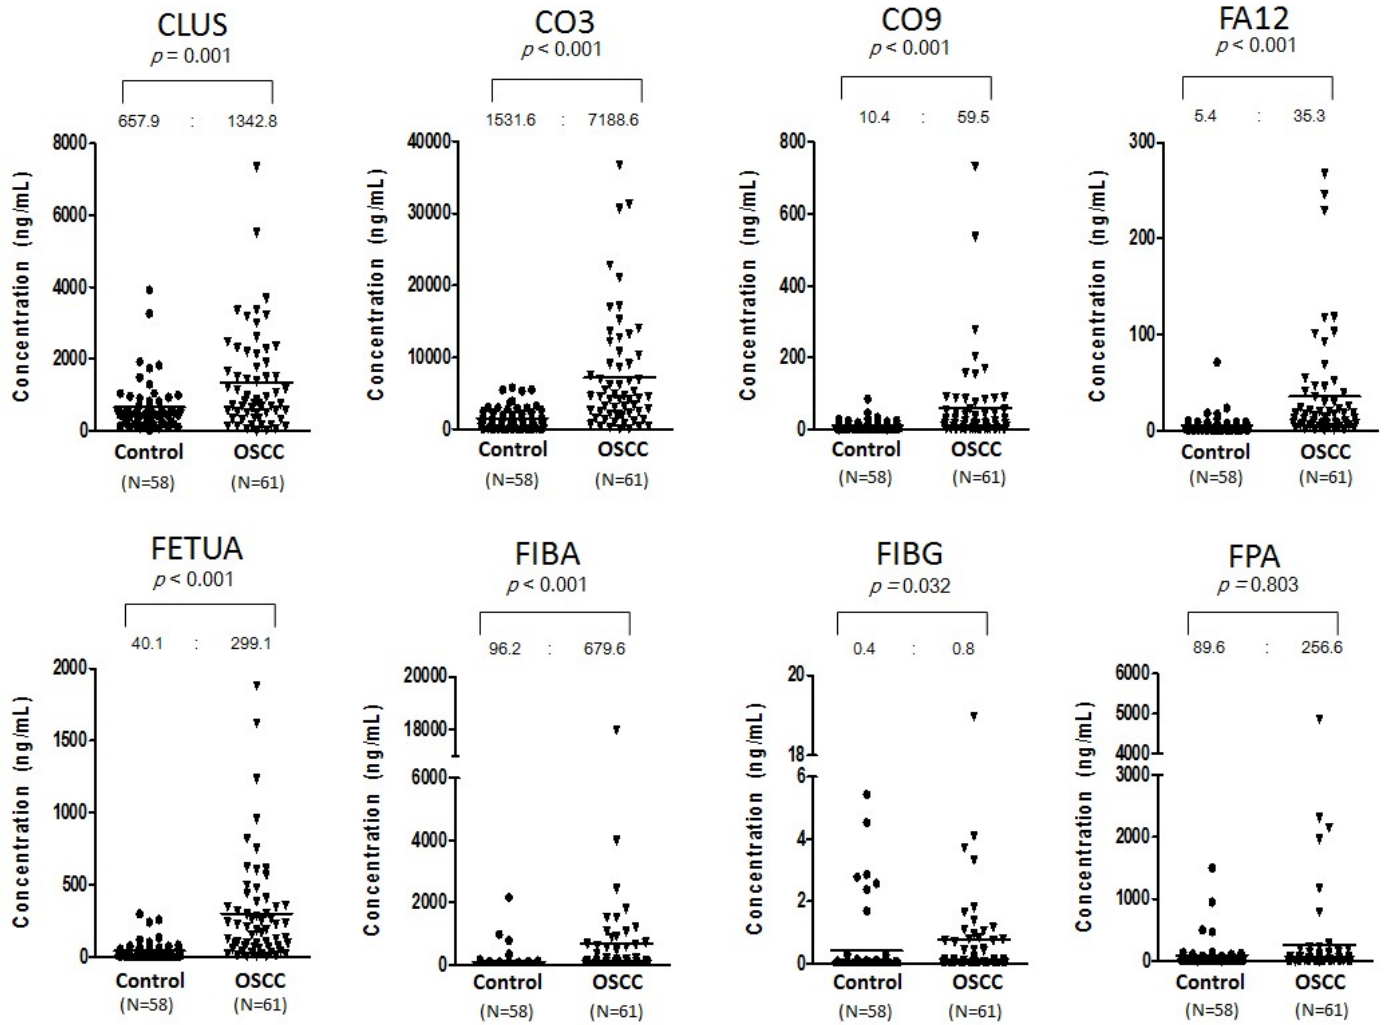 CLUS
p = 0.001
657.9 : 1342.8
Concentration (ng/mL)
8000
6000
4000
2000
0
Control
OSCC
(N=58)
(N=61)
CO3
p < 0.001
1531.6 : 7188.6
Concentration (ng/mL)
40000
30000
20000
10000
0
Control
OSCC
(N=58)
(N=61)
CO9
p < 0.001
10.4 : 59.5
Concentration (ng/mL)
800
600
400
200
0
Control
OSCC
(N=58)
(N=61)
FA12
p < 0.001
5.4 : 35.3
Concentration (ng/mL)
300
200
100
0
Control
OSCC
(N=58)
(N=61)
FETUA
p < 0.001
40.1 : 299.1
Concentration (ng/mL)
2000
1500
1000
500
0
Control
OSCC
(N=58)
(N=61)
FIBA
p < 0.001
96.2 : 679.6
Concentration (ng/mL)
20000
18000
6000
4000
2000
0
Control
OSCC
(N=58)
(N=61)
FIBG
p = 0.032
0.4 : 0.8
Concentration (ng/mL)
20
18
6
4
2
0
Control
OSCC
(N=58)
(N=61)
FPA
p = 0.803
89.6 : 256.6
Concentration (ng/mL)
6000
5000
4000
3000
2000
1000
0
Control
OSCC
(N=58)
(N=61)